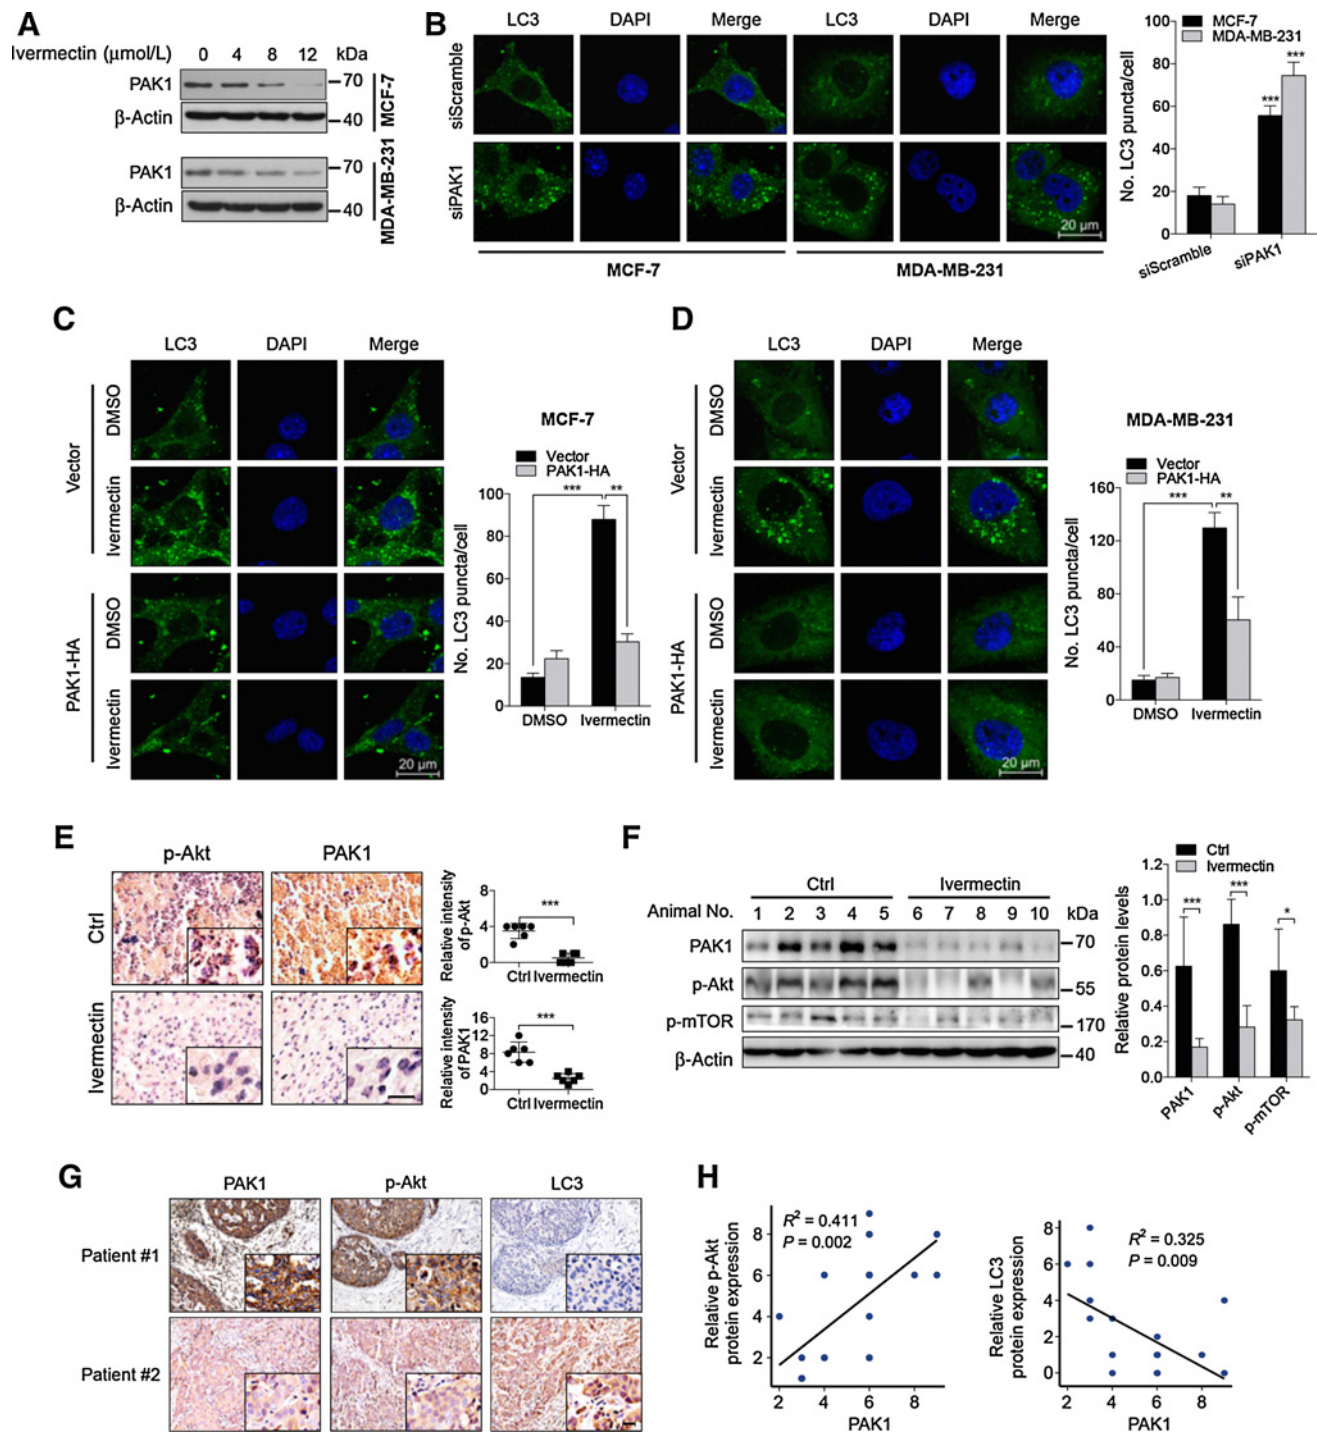 A
Ivermectin (μmol/L) 0 4 8 12 kDa
PAK1
70
β-Actin
40
MCF-7
PAK1
70
β-Actin
40
MDA-MB-231
B
LC3 DAPI Merge LC3 DAPI Merge
siScramble
siPAK1
20 μm
MCF-7 MDA-MB-231
MCF-7
MDA-MB-231
No. LC3 puncta/cell
100
80
60
40
20
0
***
***
siScramble siPAK1
C
LC3 DAPI Merge
Vector
DMSO
Ivermectin
PAK1-HA
DMSO
Ivermectin
20 μm
MCF-7
Vector
PAK1-HA
No. LC3 puncta/cell
100
80
60
40
20
0
*** **
DMSO Ivermectin
D
LC3 DAPI Merge
Vector
DMSO
Ivermectin
PAK1-HA
DMSO
Ivermectin
20 μm
MDA-MB-231
Vector
PAK1-HA
No. LC3 puncta/cell
160
120
80
40
0
*** **
DMSO Ivermectin
E
p-Akt PAK1
Ctrl
Ivermectin
Relative intensity
of p-Akt
8
4
0
***
Ctrl Ivermectin
Relative intensity
of PAK1
16
12
8
4
0
***
Ctrl Ivermectin
F
Ctrl Ivermectin
Animal No. 1 2 3 4 5 6 7 8 9 10 kDa
PAK1 70
p-Akt 55
p-mTOR 170
β-Actin 40
Ctrl
Ivermectin
Relative protein levels
1.2
1.0
0.8
0.6
0.4
0.2
0.0
*** *** *
PAK1 p-Akt p-mTOR
G
PAK1 p-Akt LC3
Patient #1
Patient #2
H
Relative p-Akt
protein expression
8
6
4
2
R² = 0.411
P = 0.002
2 4 6 8
PAK1
Relative LC3
protein expression
8
6
4
2
0
R² = 0.325
P = 0.009
2 4 6 8
PAK1